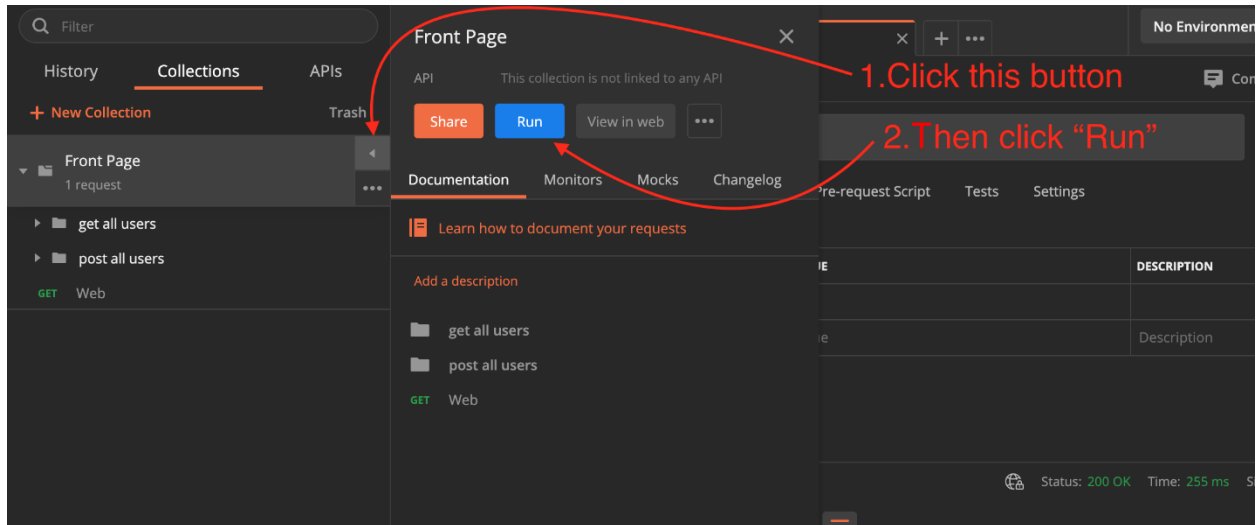 Filter
History Collections APIs
+ New Collection Trash
Front Page
1 request
get all users
post all users
GET Web
Front Page
API This collection is not linked to any API
Share Run View in web
Documentation Monitors Mocks Changelog
Learn how to document your requests
Add a description
get all users
post all users
GET Web
No Environmen
1.Click this button
Com
2.Then click “Run”
Pre-request Script Tests Settings
UE DESCRIPTION
ue Description
Status: 200 OK Time: 255 ms